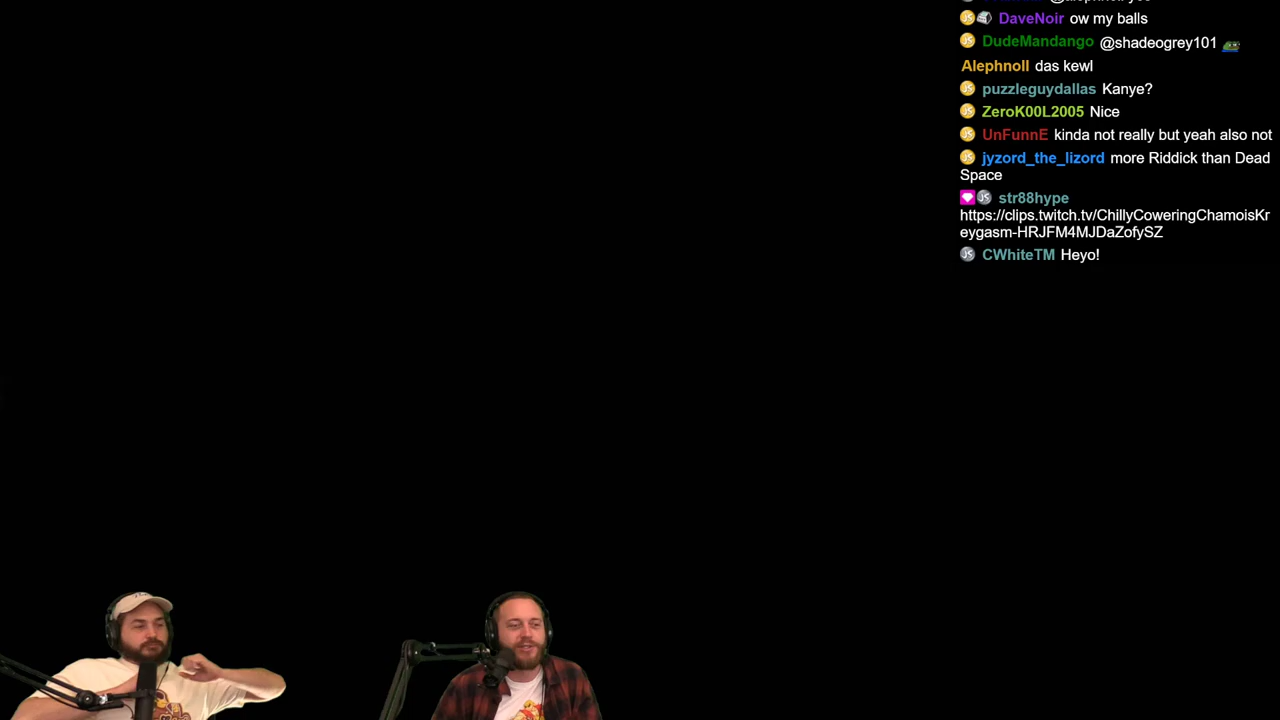 DaveNoir ow my balls
DudeMandango @shadeogrey101
Alephnoll das kewl
puzzleguydallas Kanye?
ZeroK00L2005 Nice
UnFunnE kinda not really but yeah also not
jyzord_the_lizord more Riddick than Dead
Space
str88hype
https://clips.twitch.tv/ChillyCoweringChamoisKr
eygasm-HRJFM4MJDaZofySZ
CWhiteTM Heyo!